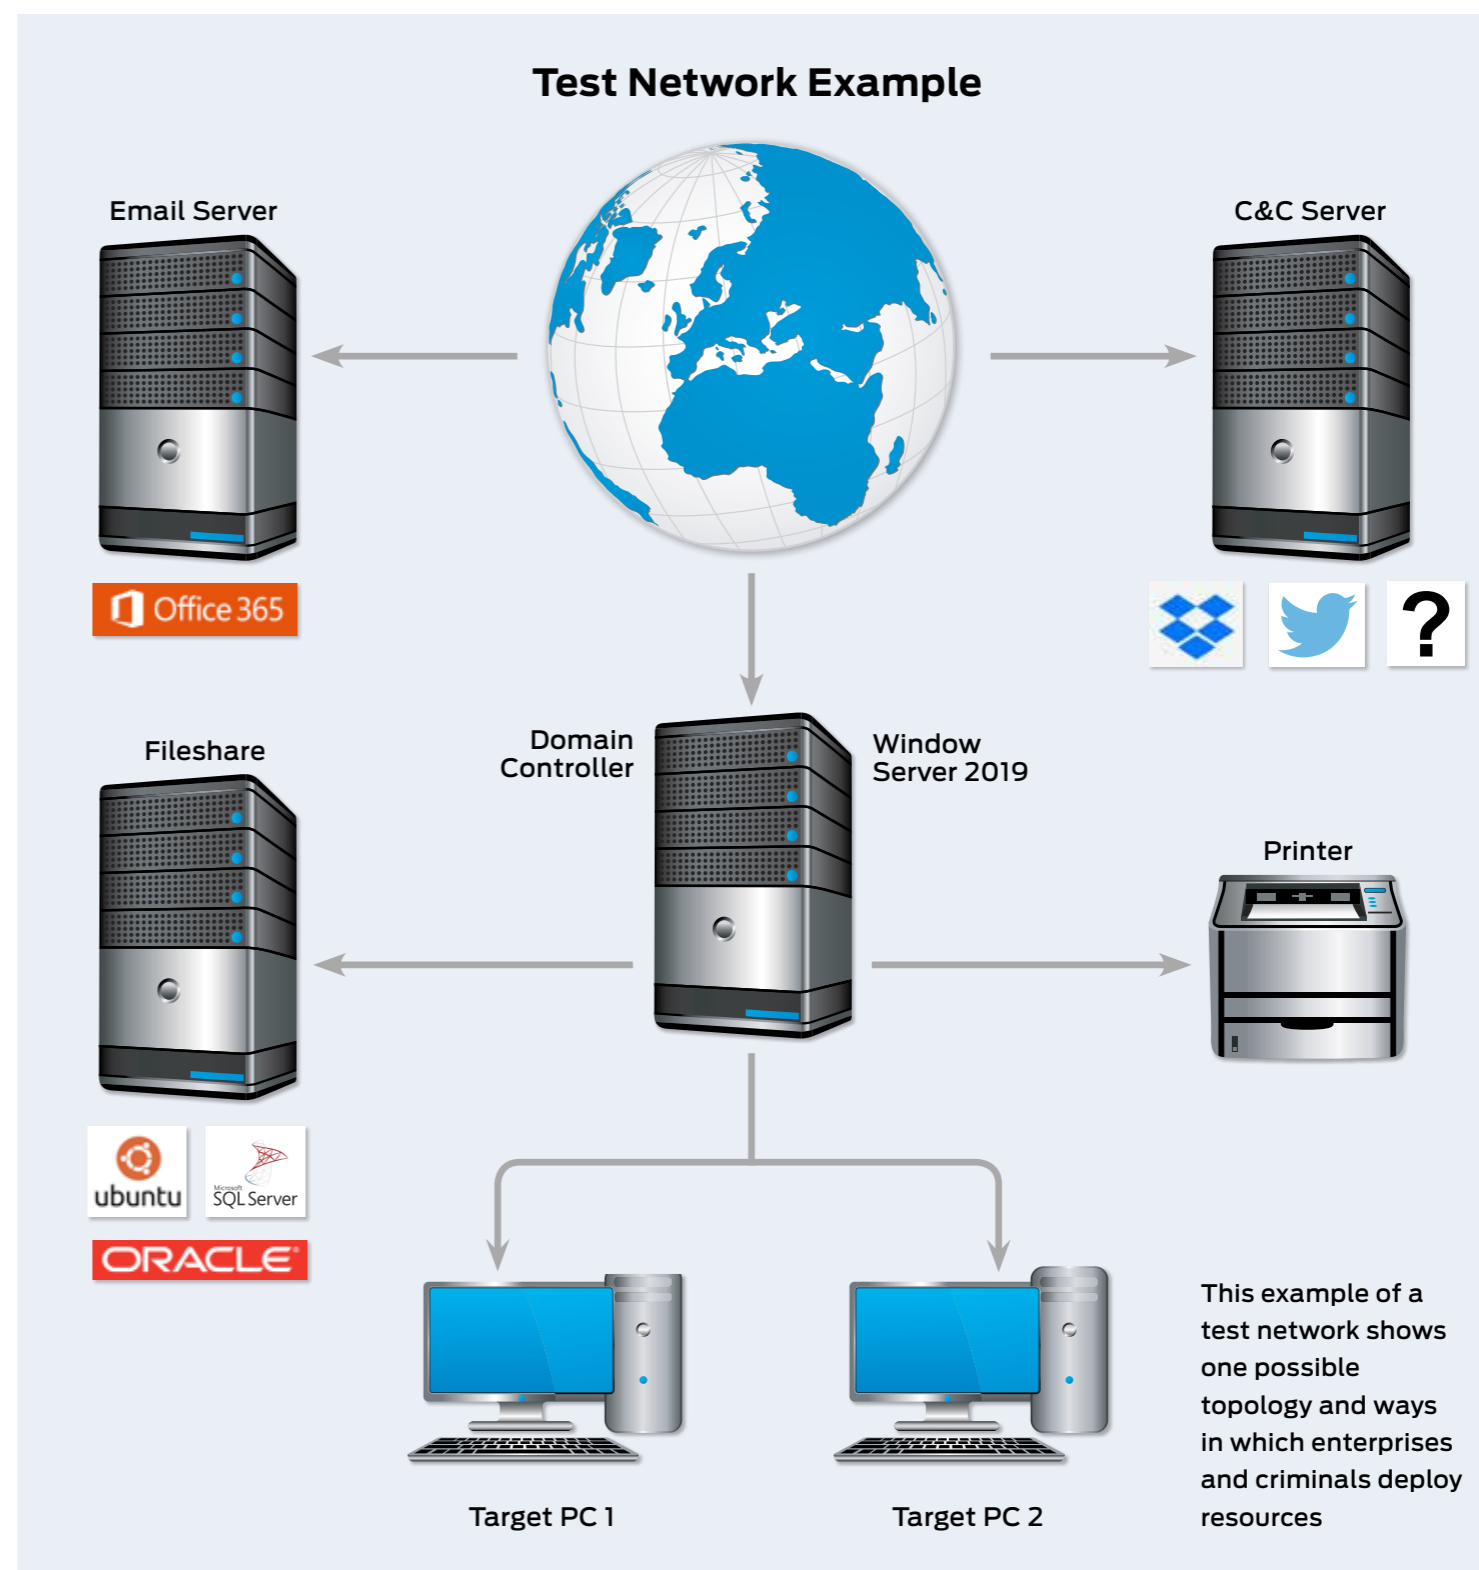 Test Network Example
Email Server
C&C Server
Office 365
?
Fileshare
Domain
Controller
Window
Server 2019
Printer
ubuntu
Microsoft
SQL Server
ORACLE®
This example of a
test network shows
one possible
topology and ways
in which enterprises
and criminals deploy
resources
Target PC 1
Target PC 2